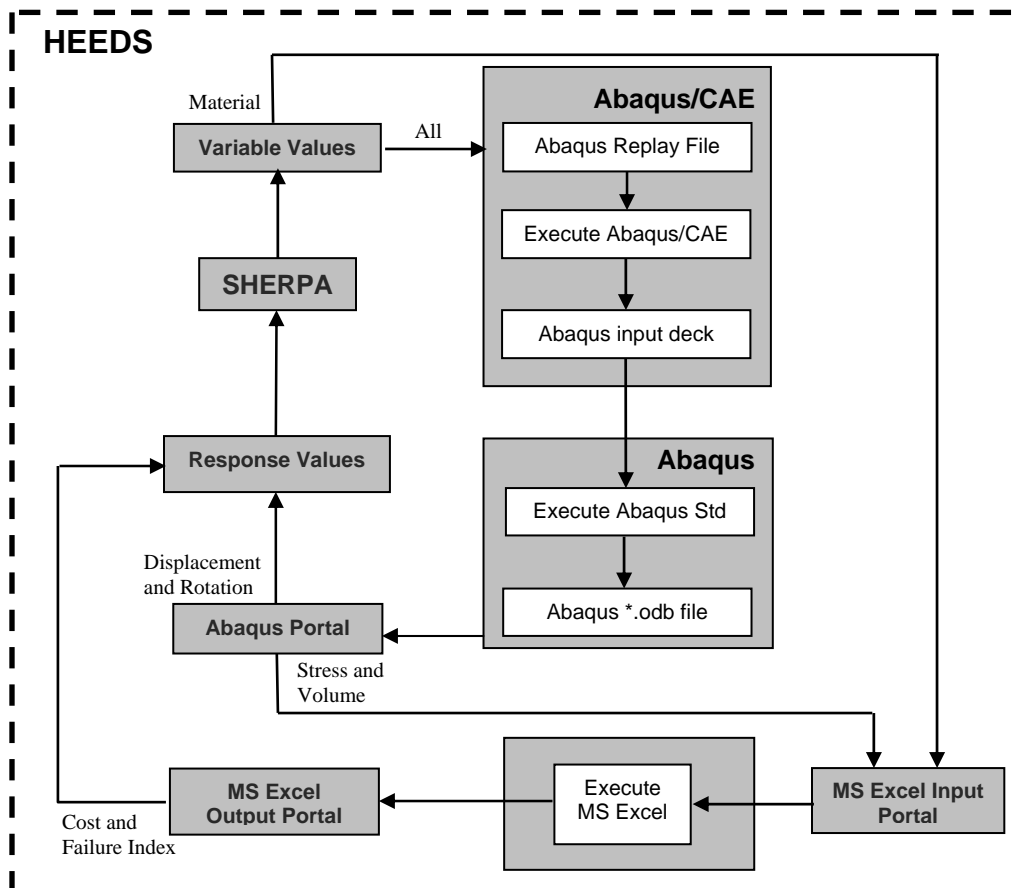 HEEDS
Material
Abaqus/CAE
All
Variable Values
Abaqus Replay File
Execute Abaqus/CAE
SHERPA
Abaqus input deck
Response Values
Abaqus
Execute Abaqus Std
Displacement
and Rotation
Abaqus *.odb file
Abaqus Portal
Stress and
Volume
MS Excel
Output Portal
Execute
MS Excel
MS Excel Input
Portal
Cost and
Failure Index